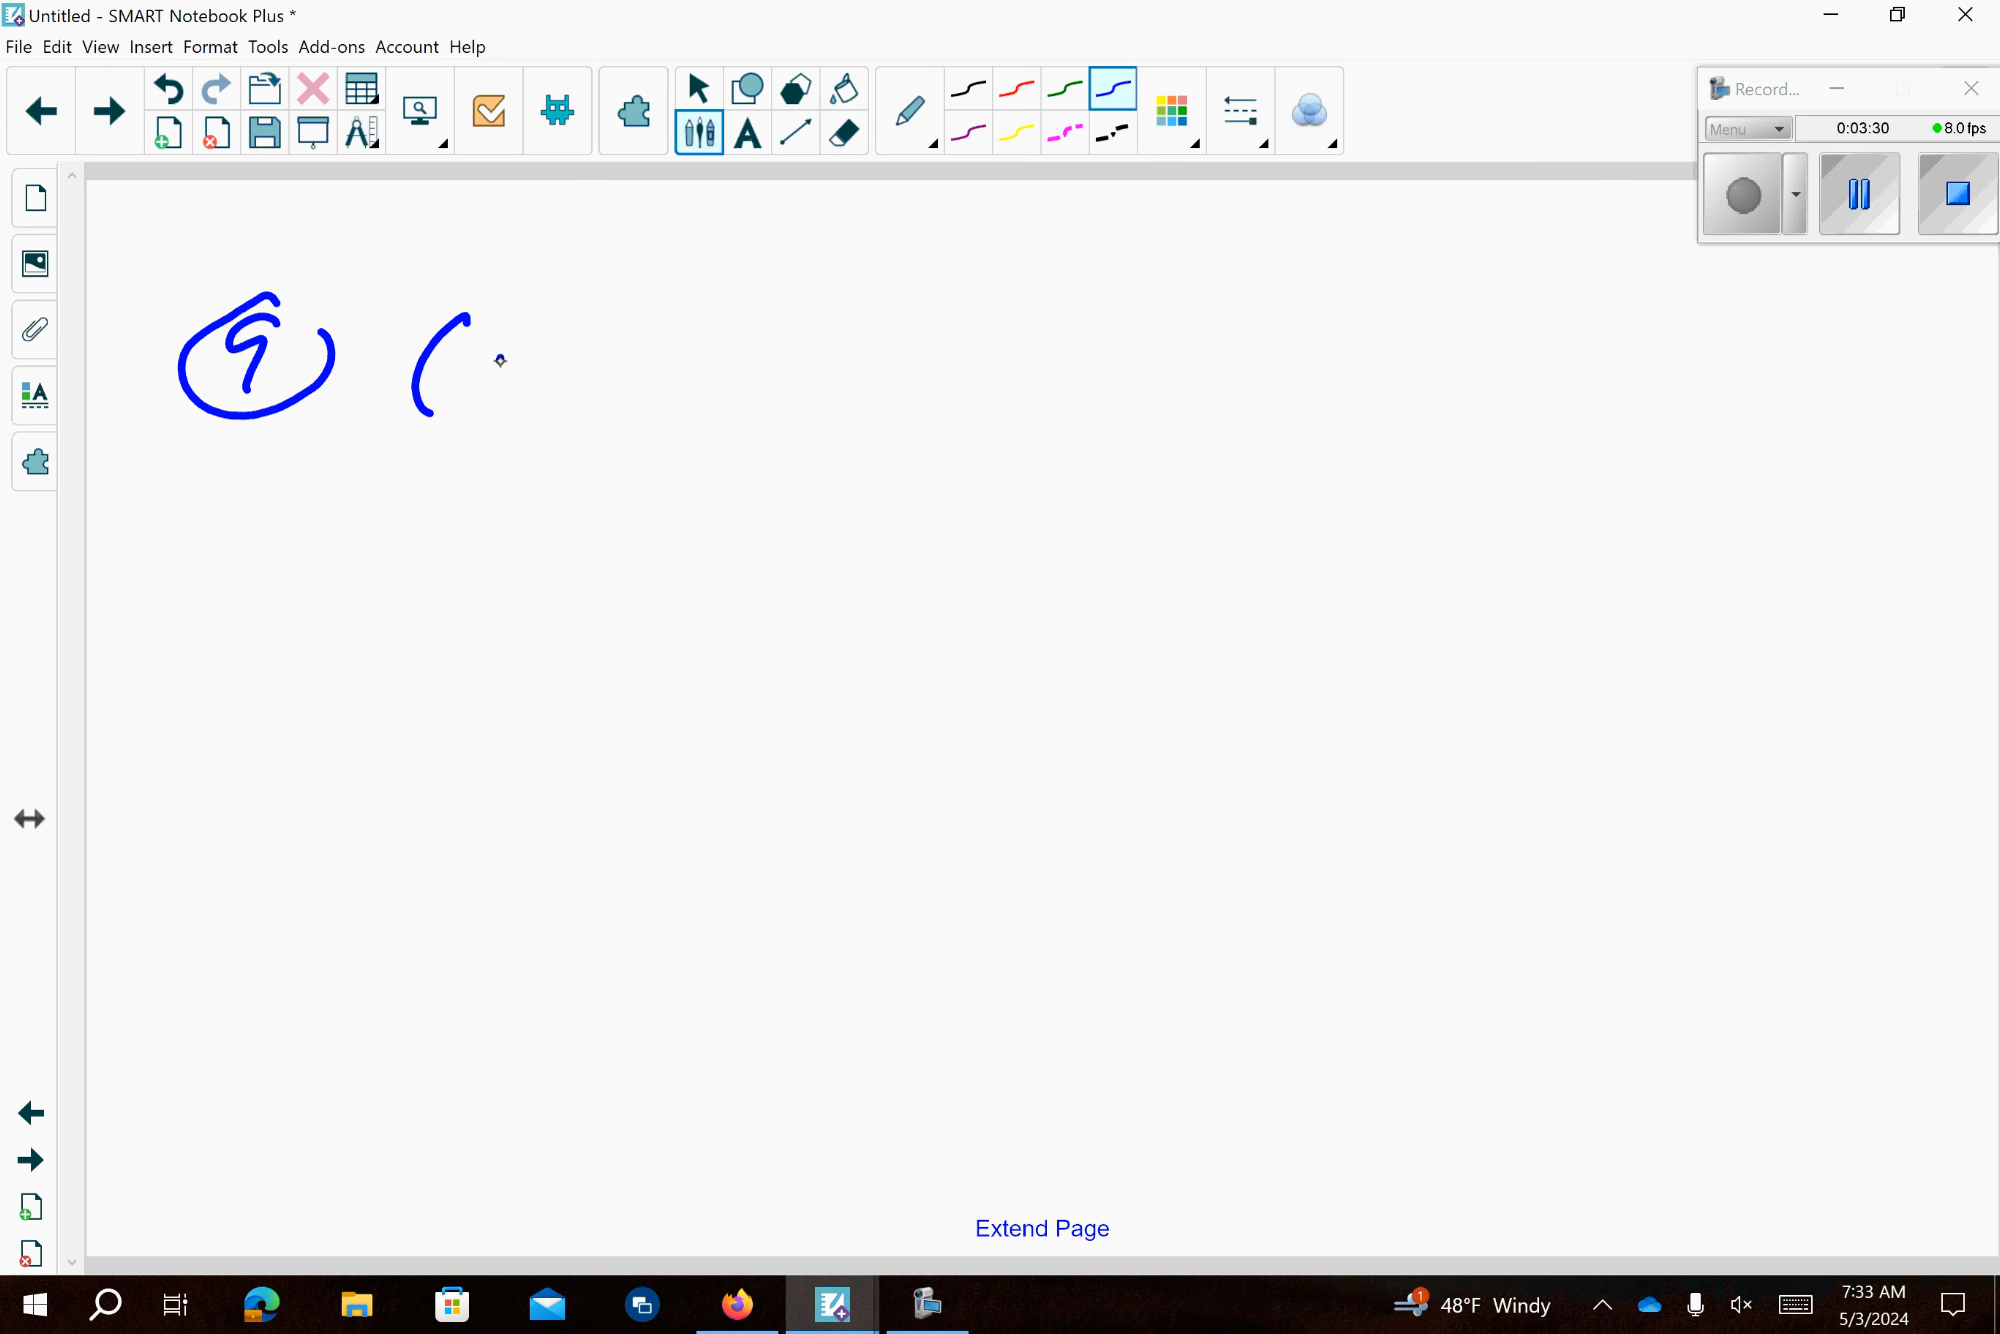 Untitled - SMART Notebook Plus *
File Edit View Insert Format Tools Add-ons Account Help
Record...
Menu 0:03:30 8.0 fps
9 (
Extend Page
1 48°F Windy
7:33 AM
5/3/2024